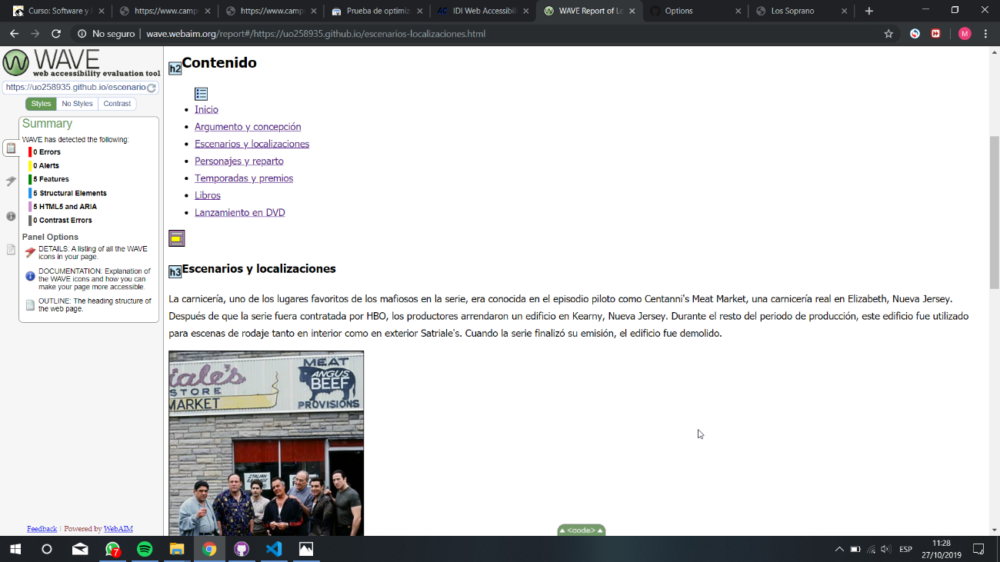 Curso: Software y
https://www.camp
https://www.camp
Prueba de optimiz
IDI Web Accessibil
WAVE Report of Lo
Options
Los Soprano
No seguro
wave.webaim.org/report#/https://uo258935.github.io/escenarios-localizaciones.html
M
WAVE
web accessibility evaluation tool
https://uo258935.github.io/escenario
Styles
No Styles
Contrast
Summary
WAVE has detected the following:
0 Errors
0 Alerts
5 Features
5 Structural Elements
5 HTML5 and ARIA
0 Contrast Errors
Panel Options
DETAILS: A listing of all the WAVE
icons in your page.
DOCUMENTATION: Explanation of
the WAVE icons and how you can
make your page more accessible.
OUTLINE: The heading structure of
the web page.
Feedback | Powered by WebAIM
h2 Contenido
Inicio
Argumento y concepción
Escenarios y localizaciones
Personajes y reparto
Temporadas y premios
Libros
Lanzamiento en DVD
h3 Escenarios y localizaciones
La carnicería, uno de los lugares favoritos de los mafiosos en la serie, era conocida en el episodio piloto como Centanni's Meat Market, una carnicería real en Elizabeth, Nueva Jersey.
Después de que la serie fuera contratada por HBO, los productores arrendaron un edificio en Kearny, Nueva Jersey. Durante el resto del periodo de producción, este edificio fue utilizado
para escenas de rodaje tanto en interior como en exterior Satriale's. Cuando la serie finalizó su emisión, el edificio fue demolido.
iale's
STORE
MARKET
MEAT
ANGUS
BEEF
PROVISIONS
ITALIAN
<code>
7
ESP
11:28
27/10/2019